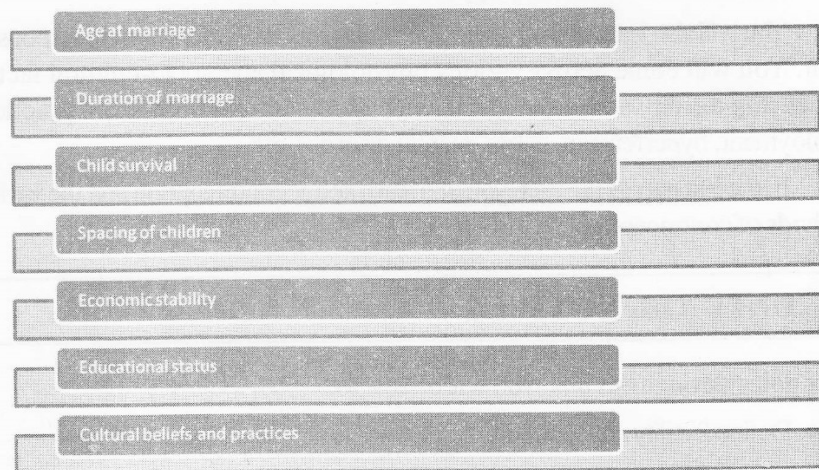 Age at marriage
Duration of marriage
Child survival
Spacing of children
Economic stability
Educational status
Cultural beliefs and practices